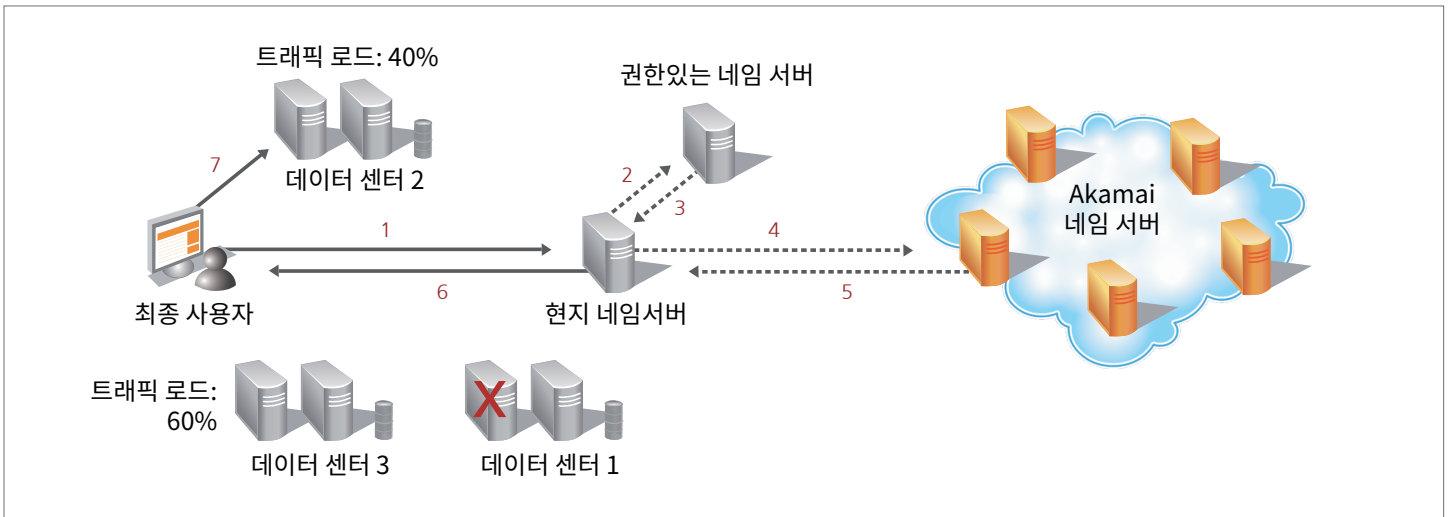 트래픽 로드: 40%
권한있는 네임 서버
데이터 센터 2
7
2
3
Akamai
네임 서버
1
4
6
5
최종 사용자
현지 네임서버
트래픽 로드:
60%
X
데이터 센터 3
데이터 센터 1